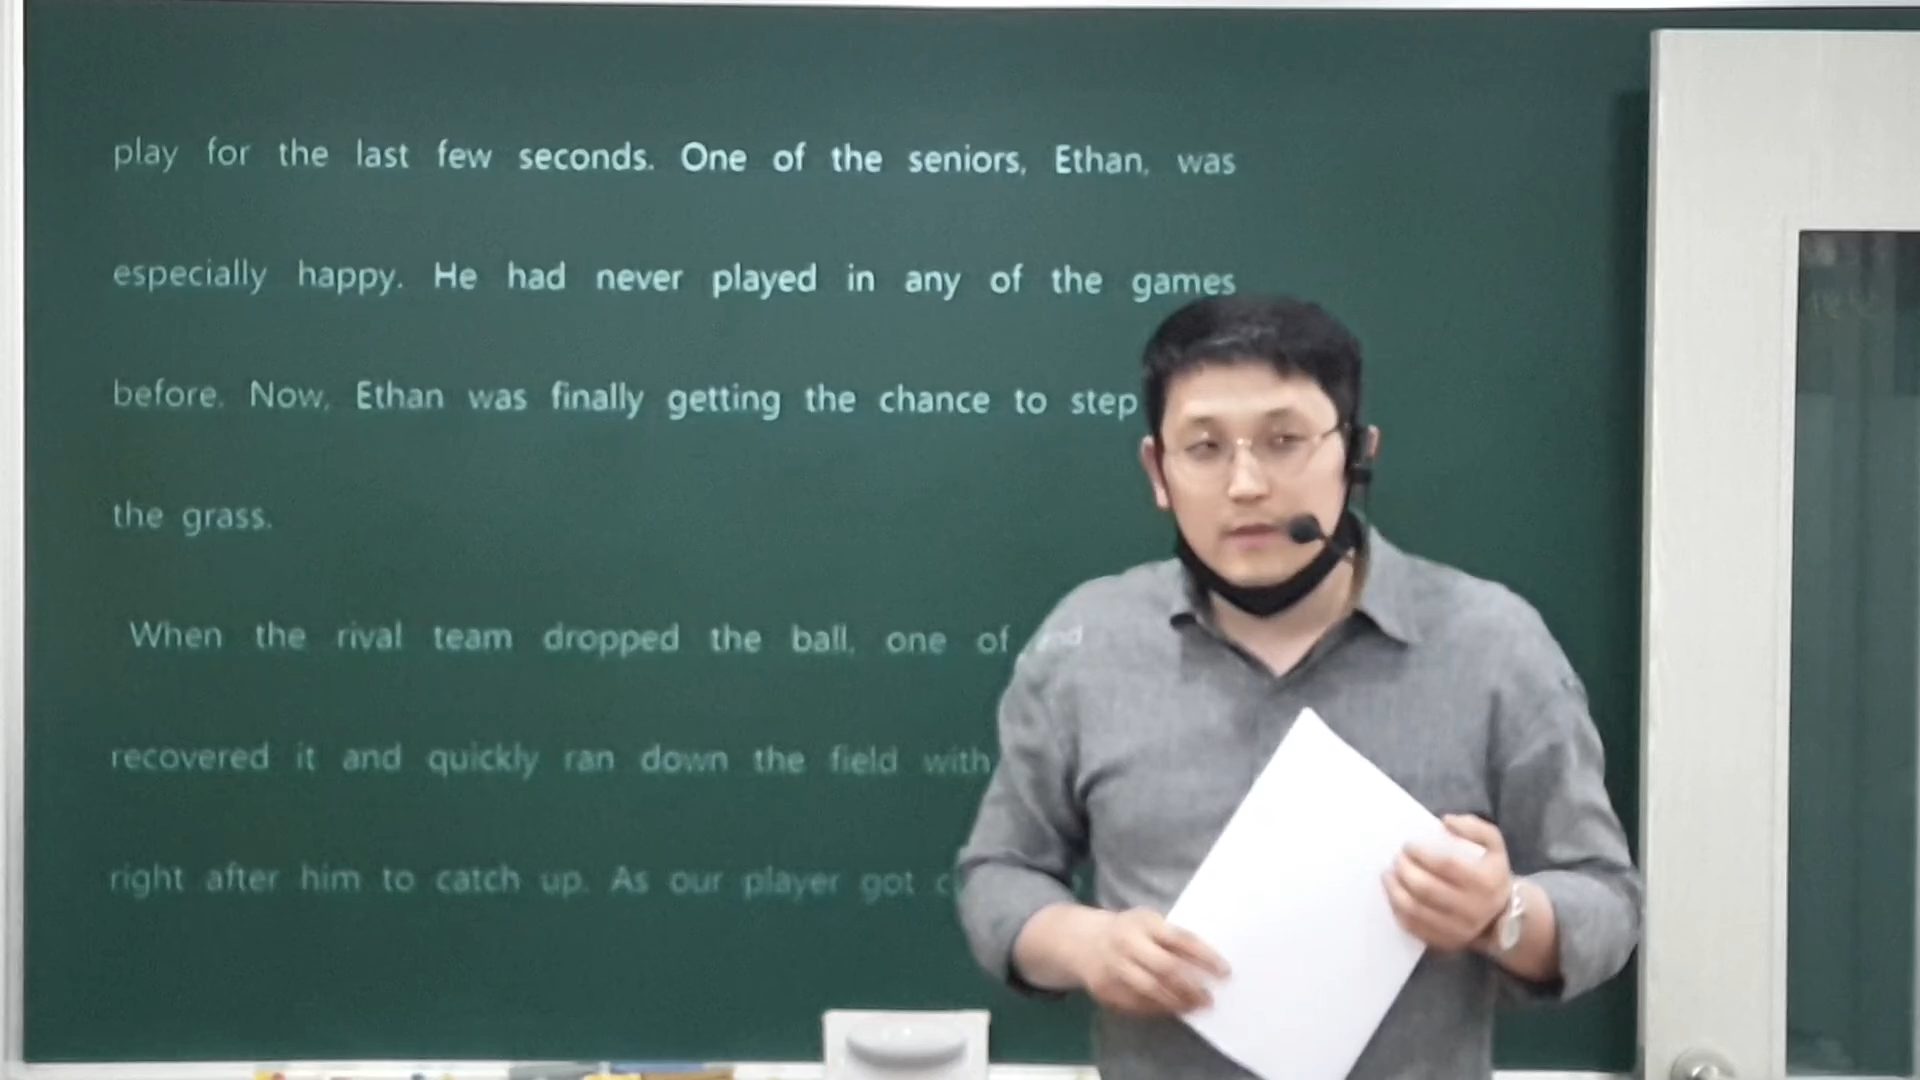 play for the last few seconds. One of the seniors, Ethan, was
especially happy. He had never played in any of the games
before. Now, Ethan was finally getting the chance to step
the grass.
When the rival team dropped the ball, one of
recovered it and quickly ran down the field with
right after him to catch up. As our player got